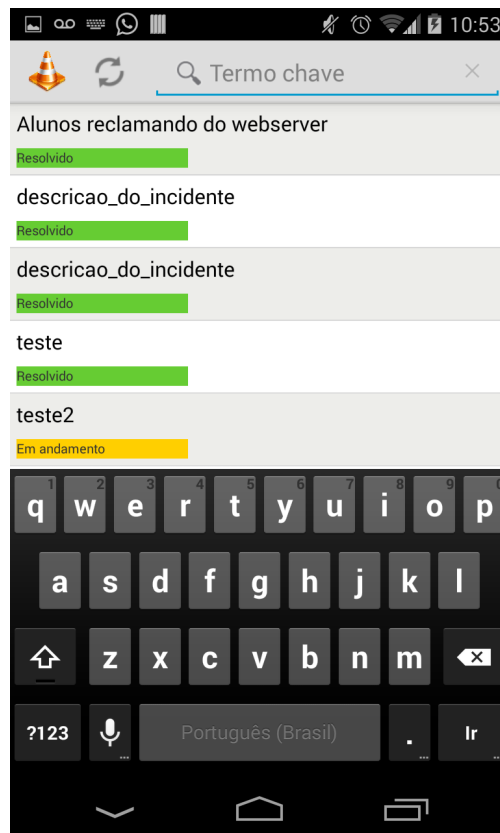 10:53
Termo chave
Alunos reclamando do webserver
Resolvido
descricao_do_incidente
Resolvido
descricao_do_incidente
Resolvido
teste
Resolvido
teste2
Em andamento
1 2 3 4 5 6 7 8 9 0
q w e r t y u i o p
a s d f g h j k l
z x c v b n m
?123 Português (Brasil) . Ir